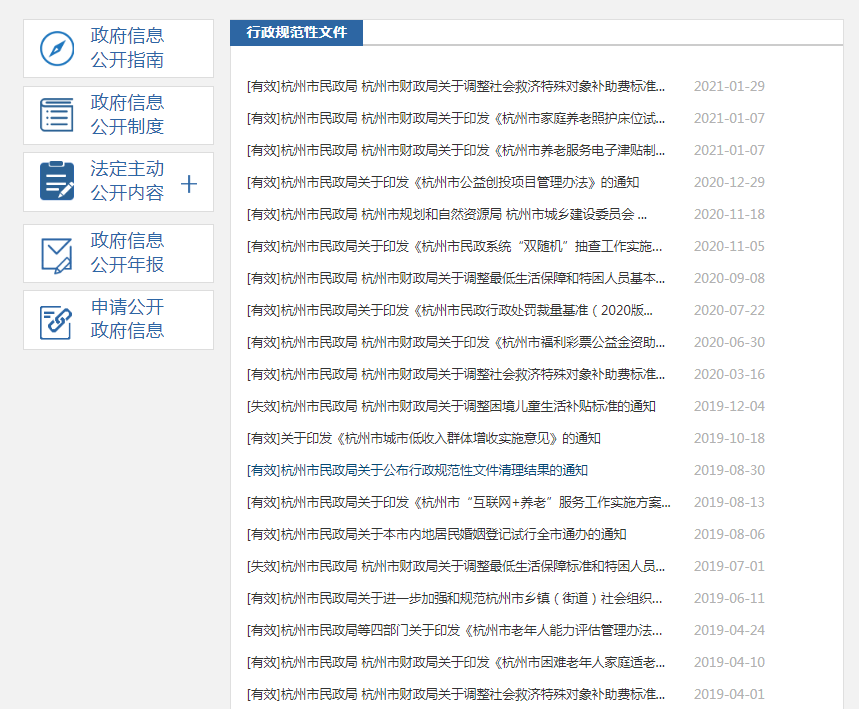 政府信息
公开指南
政府信息
公开制度
法定主动
公开内容
政府信息
公开年报
申请公开
政府信息
行政规范性文件
[有效]杭州市民政局 杭州市财政局关于调整社会救济特殊对象补助费标准... 2021-01-29
[有效]杭州市民政局 杭州市财政局关于印发《杭州市家庭养老照护床位试... 2021-01-07
[有效]杭州市民政局 杭州市财政局关于印发《杭州市养老服务电子津贴制... 2021-01-07
[有效]杭州市民政局关于印发《杭州市公益创投项目管理办法》的通知 2020-12-29
[有效]杭州市民政局 杭州市规划和自然资源局 杭州市城乡建设委员会 ... 2020-11-18
[有效]杭州市民政局关于印发《杭州市民政系统“双随机”抽查工作实施... 2020-11-05
[有效]杭州市民政局 杭州市财政局关于调整最低生活保障和特困人员基本... 2020-09-08
[有效]杭州市民政局关于印发《杭州市民政行政处罚裁量基准（2020版... 2020-07-22
[有效]杭州市民政局 杭州市财政局关于印发《杭州市福利彩票公益金资助... 2020-06-30
[有效]杭州市民政局 杭州市财政局关于调整社会救济特殊对象补助费标准... 2020-03-16
[失效]杭州市民政局 杭州市财政局关于调整困境儿童生活补贴标准的通知 2019-12-04
[有效]关于印发《杭州市城市低收入群体增收实施意见》的通知 2019-10-18
[有效]杭州市民政局关于公布行政规范性文件清理结果的通知 2019-08-30
[有效]杭州市民政局关于印发《杭州市“互联网+养老”服务工作实施方案... 2019-08-13
[有效]杭州市民政局关于本市内地居民婚姻登记试行全市通办的通知 2019-08-06
[失效]杭州市民政局 杭州市财政局关于调整最低生活保障标准和特困人员... 2019-07-01
[有效]杭州市民政局关于进一步加强和规范杭州市乡镇（街道）社会组织... 2019-06-11
[有效]杭州市民政局等四部门关于印发《杭州市老年人能力评估管理办法... 2019-04-24
[有效]杭州市民政局 杭州市财政局关于印发《杭州市困难老年人家庭适老... 2019-04-10
[有效]杭州市民政局 杭州市财政局关于调整社会救济特殊对象补助费标准... 2019-04-01